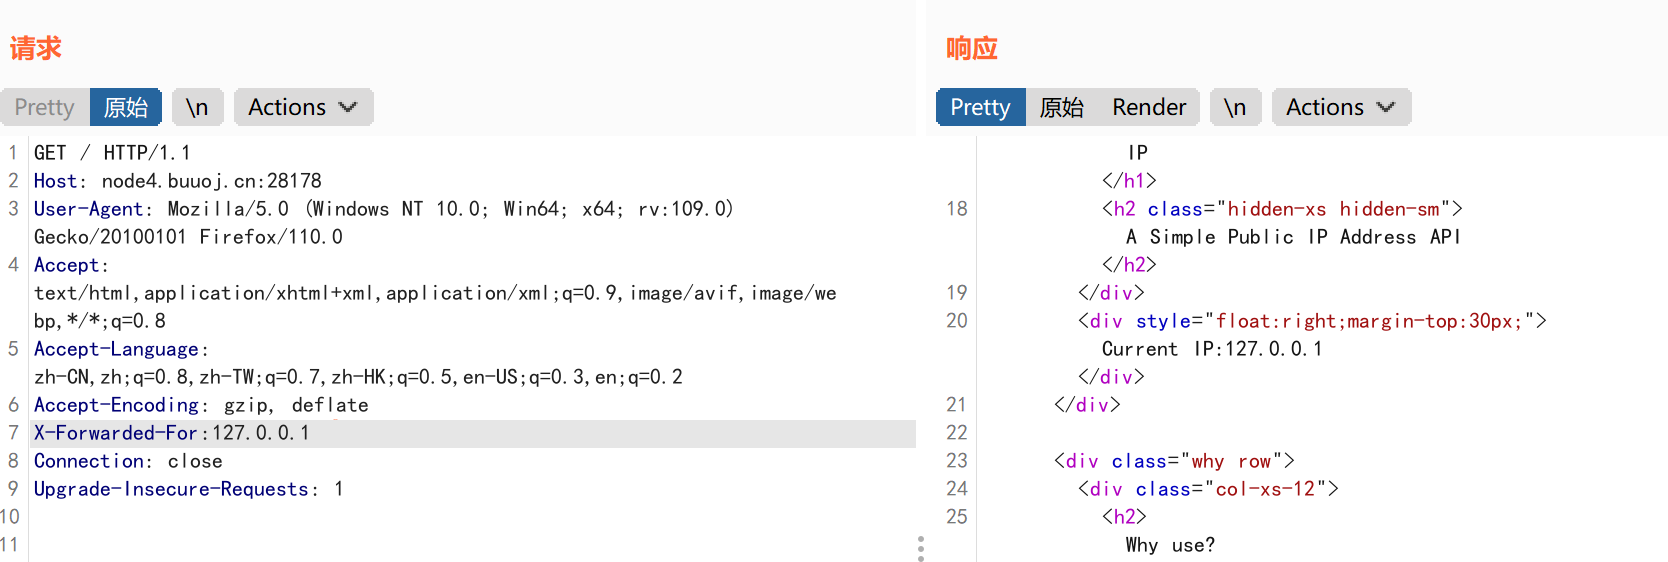 请求
Pretty 原始 \n Actions
1 GET / HTTP/1.1
2 Host: node4.buuoj.cn:28178
3 User-Agent: Mozilla/5.0 (Windows NT 10.0; Win64; x64; rv:109.0)
Gecko/20100101 Firefox/110.0
4 Accept:
text/html,application/xhtml+xml,application/xml;q=0.9,image/avif,image/we
bp,*/*;q=0.8
5 Accept-Language:
zh-CN,zh;q=0.8,zh-TW;q=0.7,zh-HK;q=0.5,en-US;q=0.3,en;q=0.2
6 Accept-Encoding: gzip, deflate
7 X-Forwarded-For:127.0.0.1
8 Connection: close
9 Upgrade-Insecure-Requests: 1
10
11
响应
Pretty 原始 Render \n Actions
IP
</h1>
18 <h2 class="hidden-xs hidden-sm">
A Simple Public IP Address API
</h2>
19 </div>
20 <div style="float:right;margin-top:30px;">
Current IP:127.0.0.1
</div>
21 </div>
22
23 <div class="why row">
24 <div class="col-xs-12">
25 <h2>
Why use?